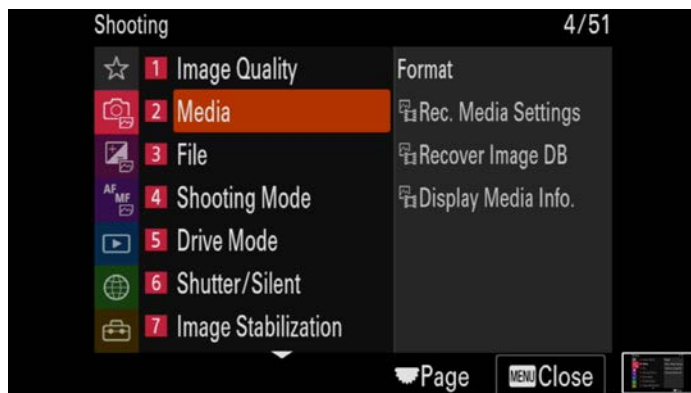 Shooting 4/51
1 Image Quality
2 Media
3 File
4 Shooting Mode
5 Drive Mode
6 Shutter/Silent
7 Image Stabilization
AF MF
Format
Rec. Media Settings
Recover Image DB
Display Media Info.
Page MENU Close